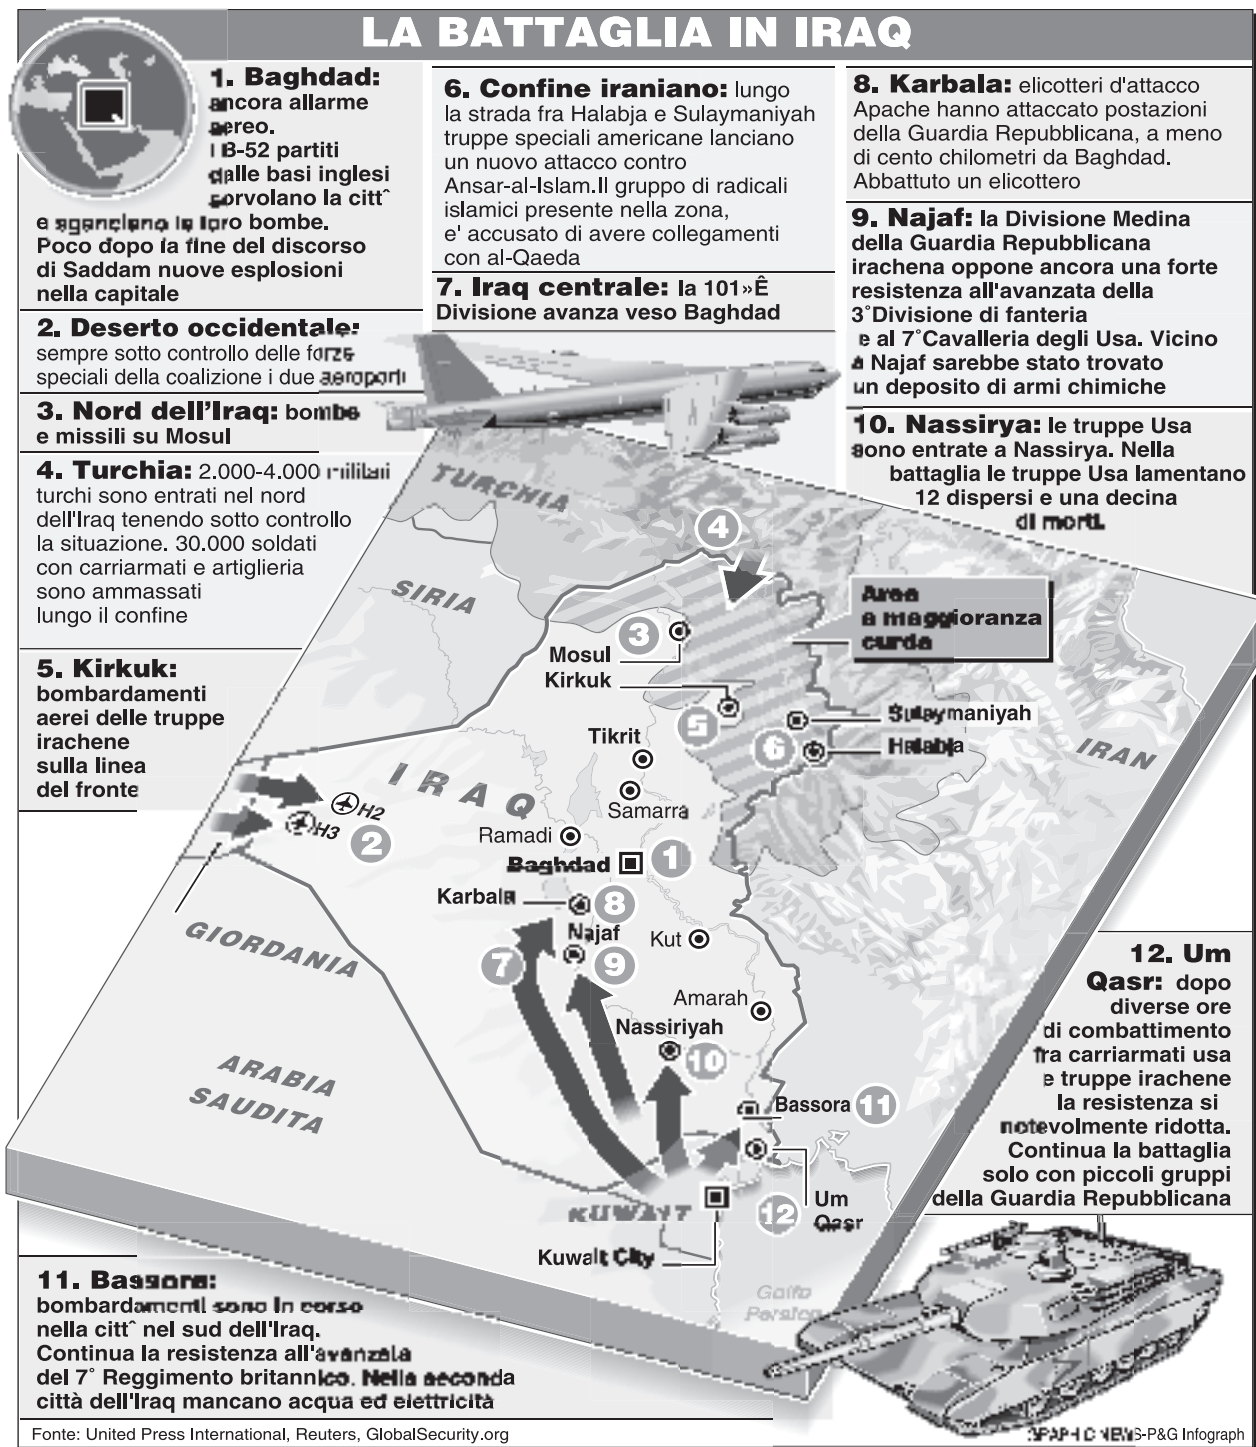 LA BATTAGLIA IN IRAQ
1. Baghdad:
ancora allarme
aereo.
I B-52 partiti
dalle basi inglesi
sorvolano la citt^
e sganciano le loro bombe.
Poco dopo la fine del discorso
di Saddam nuove esplosioni
nella capitale
2. Deserto occidentale:
sempre sotto controllo delle forze
speciali della coalizione i due aeroporti
3. Nord dell'Iraq: bombe
e missili su Mosul
4. Turchia: 2.000-4.000 militari
turchi sono entrati nel nord
dell'Iraq tenendo sotto controllo
la situazione. 30.000 soldati
con carriarmati e artiglieria
sono ammassati
lungo il confine
5. Kirkuk:
bombardamenti
aerei delle truppe
irachene
sulla linea
del fronte
6. Confine iraniano: lungo
la strada fra Halabja e Sulaymaniyah
truppe speciali americane lanciano
un nuovo attacco contro
Ansar-al-Islam.Il gruppo di radicali
islamici presente nella zona,
e' accusato di avere collegamenti
con al-Qaeda
7. Iraq centrale: la 101»Ê
Divisione avanza veso Baghdad
8. Karbala: elicotteri d'attacco
Apache hanno attaccato postazioni
della Guardia Repubblicana, a meno
di cento chilometri da Baghdad.
Abbattuto un elicottero
9. Najaf: la Divisione Medina
della Guardia Repubblicana
irachena oppone ancora una forte
resistenza all'avanzata della
3°Divisione di fanteria
e al 7°Cavalleria degli Usa. Vicino
a Najaf sarebbe stato trovato
un deposito di armi chimiche
10. Nassirya: le truppe Usa
sono entrate a Nassirya. Nella
battaglia le truppe Usa lamentano
12 dispersi e una decina
di morti.
TURCHIA
4
SIRIA
Area
a maggioranza
curda
3
Mosul
Kirkuk
5
Sulaymaniyah
6
Halabja
IRAN
Tikrit
IRAQ
Samarra
H2
H3
2
Ramadi
Baghdad
1
Karbala
8
Najaf
7
9
Kut
GIORDANIA
Amarah
Nassiriyah
10
ARABIA
SAUDITA
Bassora
11
Um
Qasr
12
KUWAIT
Kuwait City
Golfo
Persico
12. Um
Qasr: dopo
diverse ore
di combattimento
fra carriarmati usa
e truppe irachene
la resistenza si
notevolmente ridotta.
Continua la battaglia
solo con piccoli gruppi
della Guardia Repubblicana
11. Bassora:
bombardamenti sono in corso
nella citt^ nel sud dell'Iraq.
Continua la resistenza all'avanzata
del 7° Reggimento britannico. Nella seconda
città dell'Iraq mancano acqua ed elettricità
Fonte: United Press International, Reuters, GlobalSecurity.org
GRAPHIC NEWS-P&G Infograph